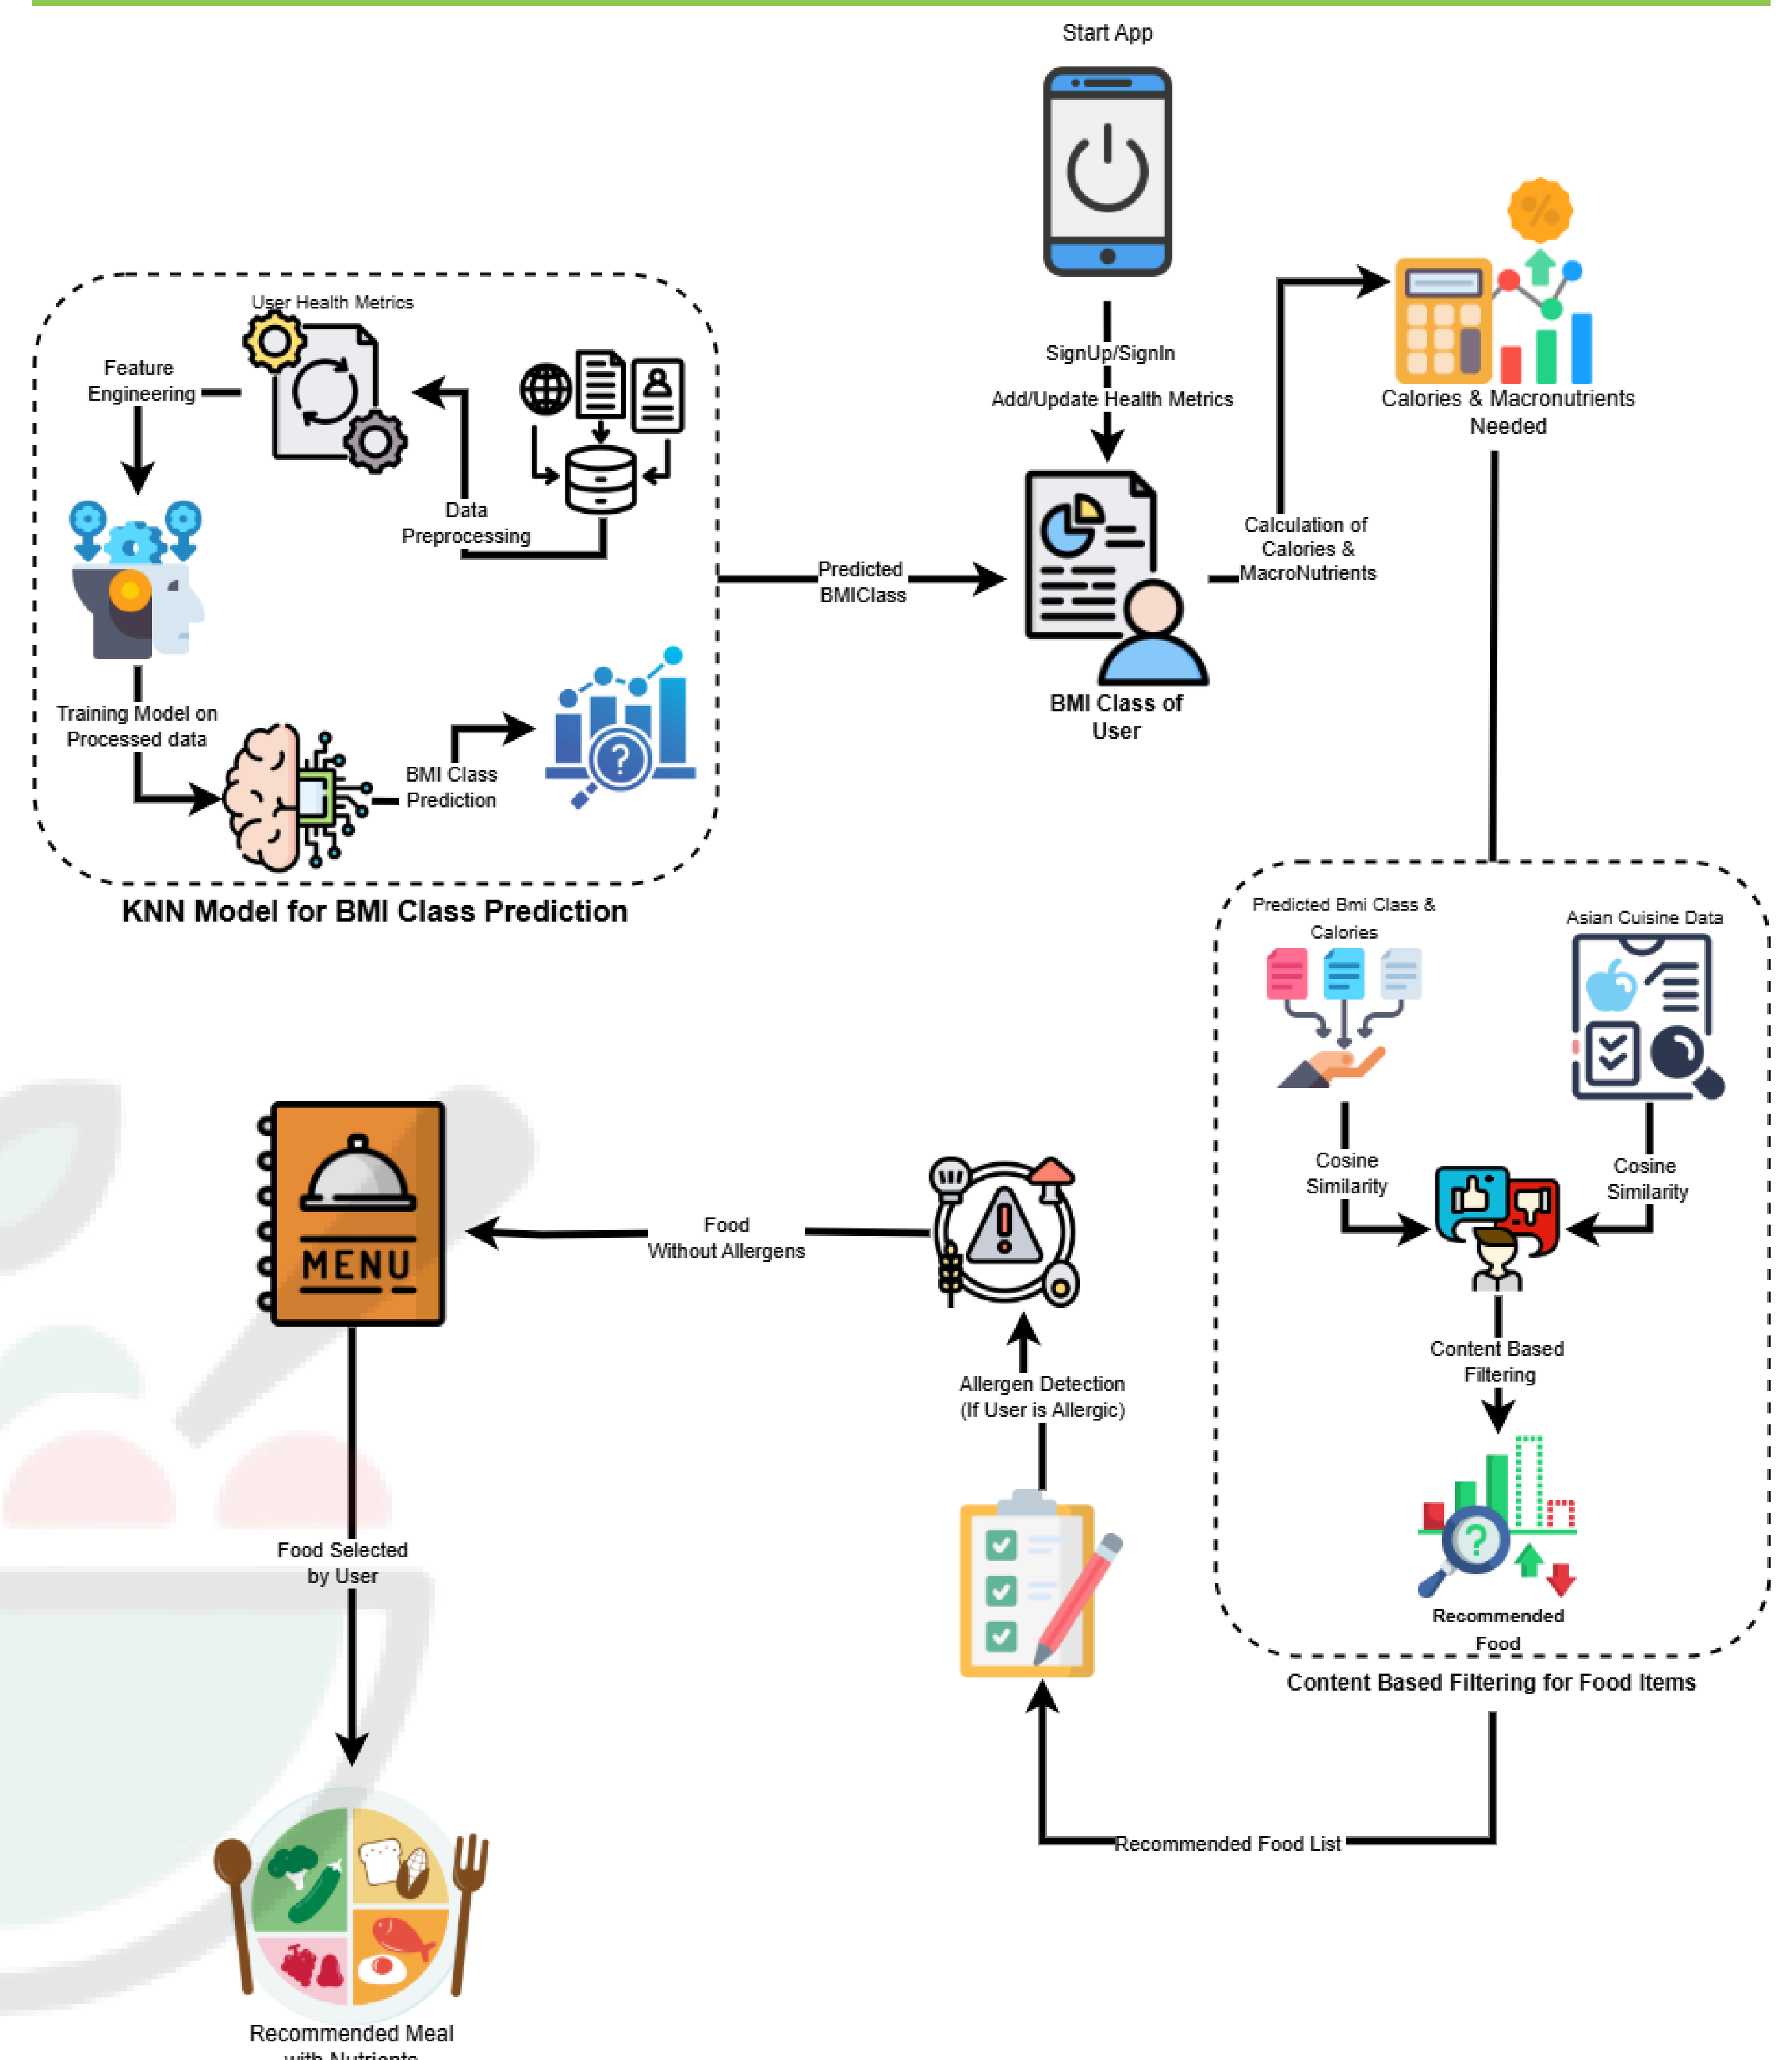 Start App
SignUp/SignIn
Add/Update Health Metrics
User Health Metrics
Feature
Engineering
Data
Preprocessing
Training Model on
Processed data
BMI Class
Prediction
KNN Model for BMI Class Prediction
Predicted
BMIClass
BMI Class of
User
Calculation of
Calories &
MacroNutrients
%
Calories & Macronutrients
Needed
Predicted Bmi Class &
Calories
Asian Cuisine Data
Cosine
Similarity
Cosine
Similarity
Content Based
Filtering
Recommended
Food
Content Based Filtering for Food Items
Recommended Food List
Allergen Detection
(If User is Allergic)
Food
Without Allergens
MENU
Food Selected
by User
Recommended Meal
with Nutrients